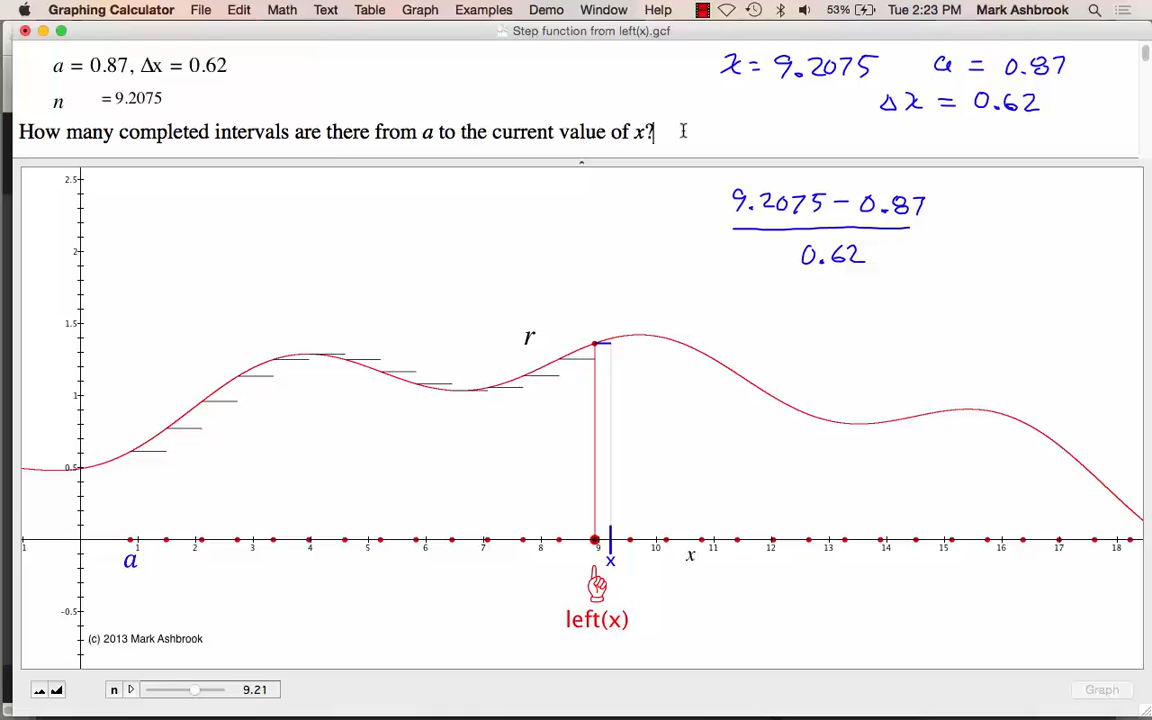 Graphing Calculator File Edit Math Text Table Graph Examples Demo Window Help 53% Tue 2:23 PM Mark Ashbrook
Step function from left(x).gcf
a = 0.87, Δx = 0.62
n = 9.2075
How many completed intervals are there from a to the current value of x?
x = 9.2075 a = 0.87
Δx = 0.62
9.2075 − 0.87
0.62
2.5
2
1.5
r
1
0.5
1 1 2 3 4 5 6 7 8 9 10 11 12 13 14 15 16 17 18
a x x
-0.5
left(x)
(c) 2013 Mark Ashbrook
n 9.21 Graph